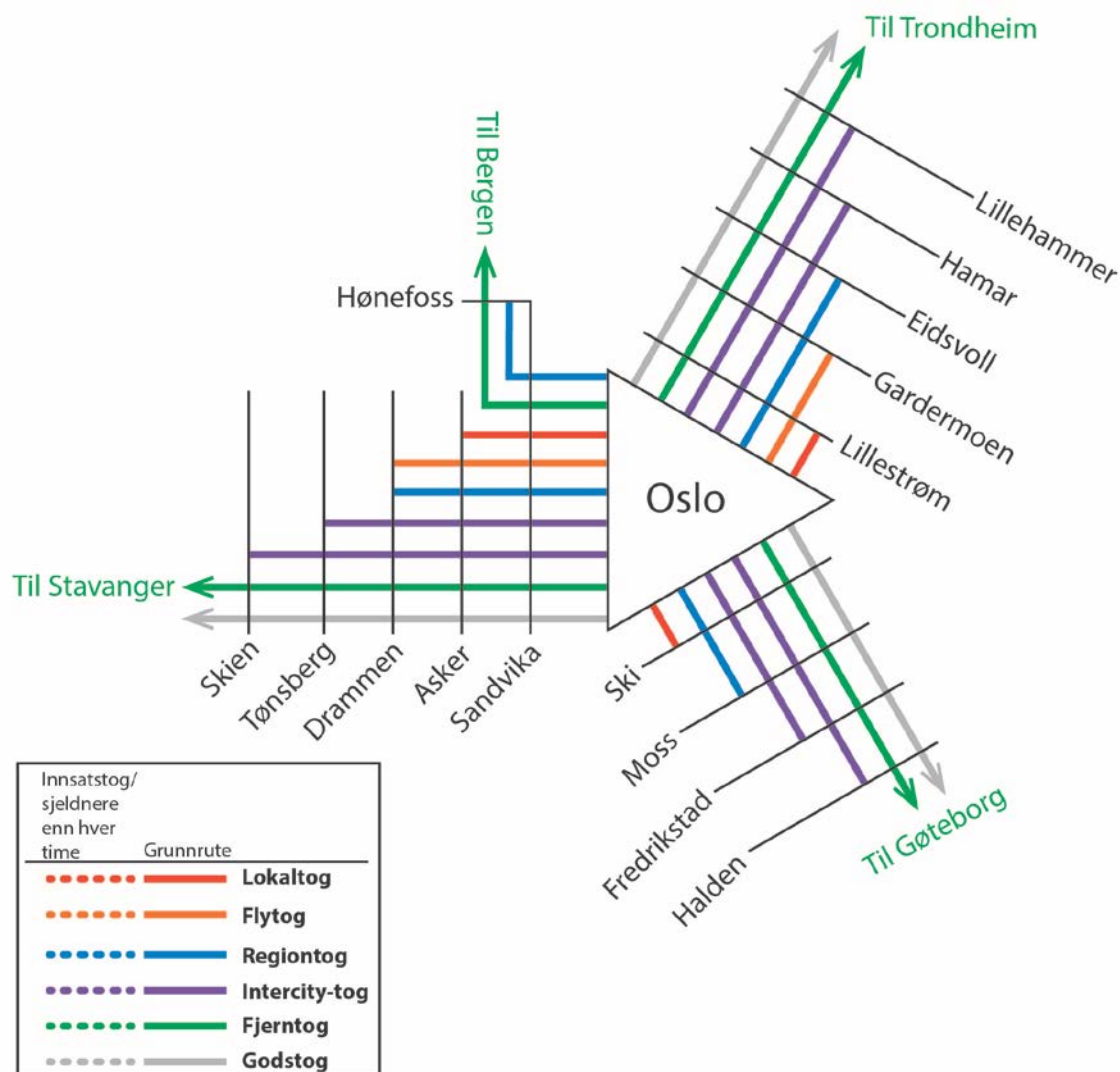 Til Trondheim
Til Bergen
Lillehammer
Hønefoss
Hamar
Eidsvoll
Gardermoen
Lillestrøm
Oslo
Til Stavanger
Skien
Tønsberg
Drammen
Asker
Sandvika
Ski
Moss
Fredrikstad
Halden
Til Gøteborg
Innsatstog/
sjeldnere
enn hver
time Grunnrute
Lokaltog
Flytog
Regiontog
Intercity-tog
Fjerntog
Godstog